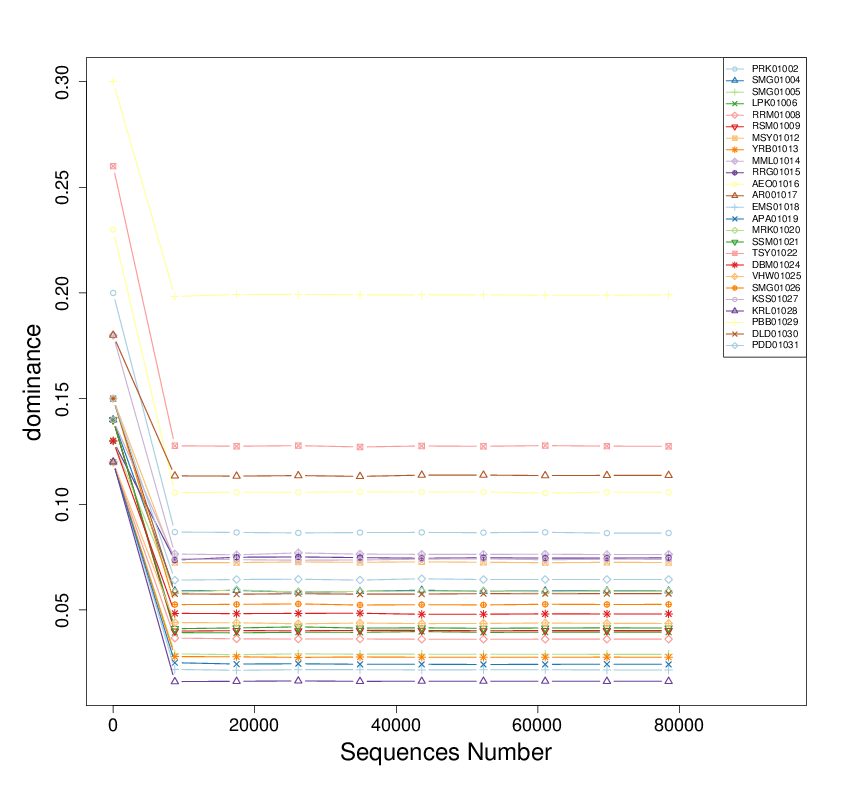 0.30
0.25
0.20
0.15
0.10
0.05
dominance
0
20000
40000
60000
80000
Sequences Number
PRK01002
SMG01004
SMG01005
LPK01006
RRM01008
RSM01009
MSY01012
YRB01013
MML01014
RRG01015
AEO01016
AR001017
EMS01018
APA01019
MRK01020
SSM01021
TSY01022
DBM01024
VHW01025
SMG01026
KSS01027
KRL01028
PBB01029
DLD01030
PDD01031